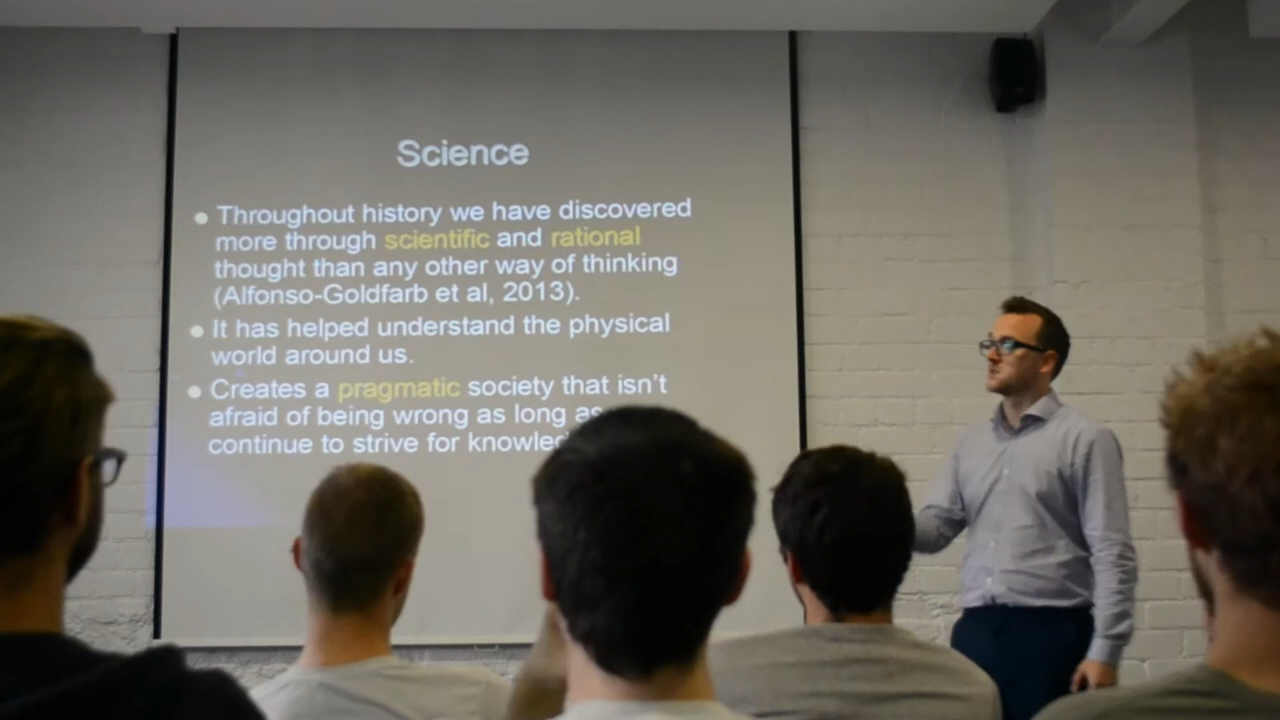 Science
Throughout history we have discovered
more through scientific and rational
thought than any other way of thinking
(Alfonso-Goldfarb et al, 2013).
It has helped understand the physical
world around us.
Creates a pragmatic society that isn't
afraid of being wrong as long as
continue to strive for